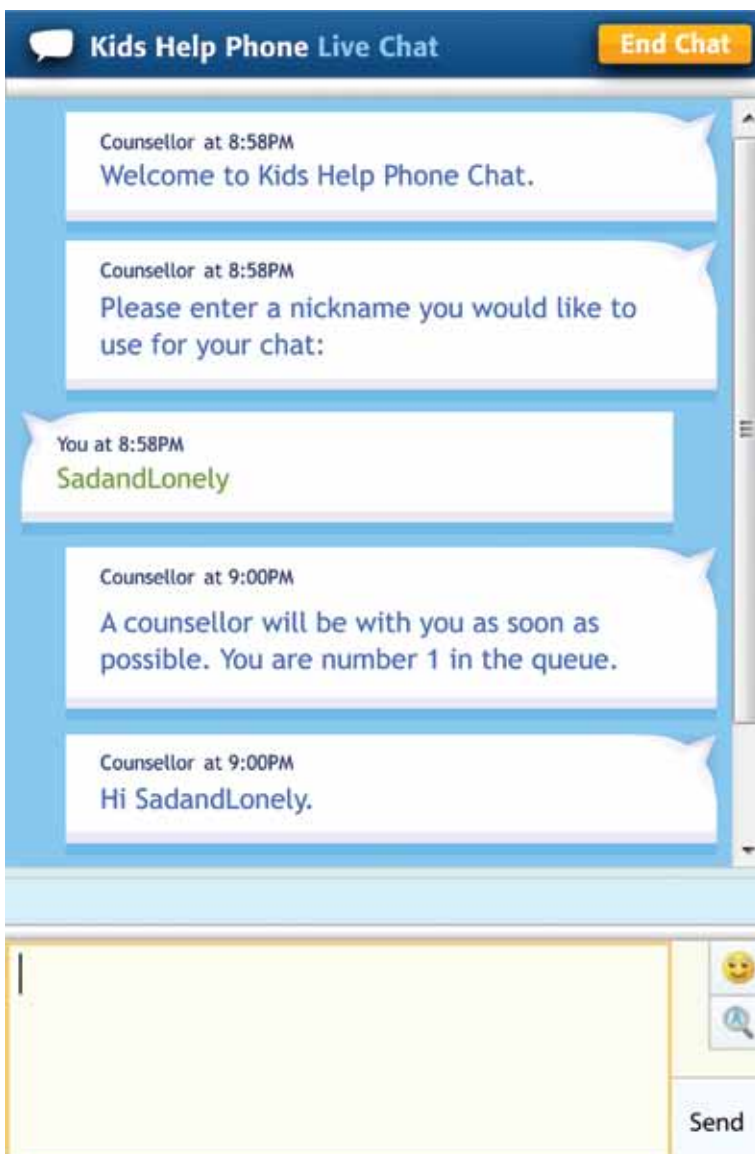 Kids Help Phone Live Chat
End Chat
Counsellor at 8:58PM
Welcome to Kids Help Phone Chat.
Counsellor at 8:58PM
Please enter a nickname you would like to
use for your chat:
You at 8:58PM
SadandLonely
Counsellor at 9:00PM
A counsellor will be with you as soon as
possible. You are number 1 in the queue.
Counsellor at 9:00PM
Hi SadandLonely.
Send